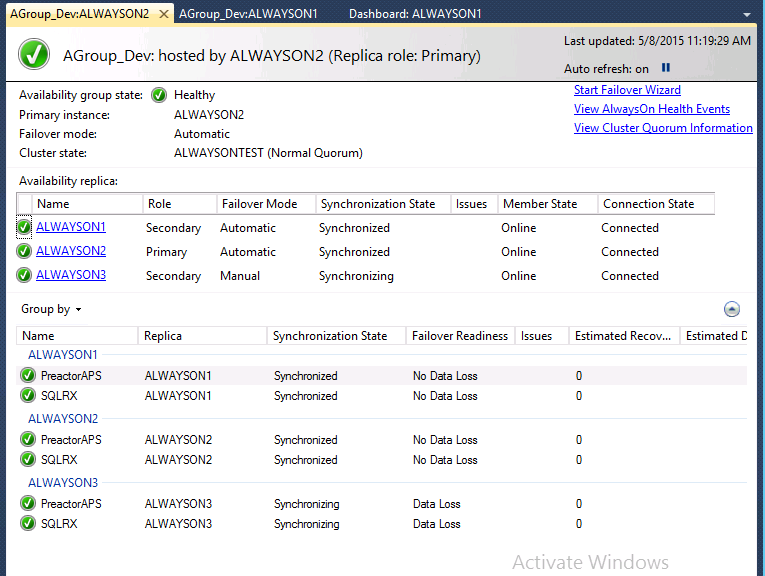 AGroup_Dev:ALWAYSON2 AGroup_Dev:ALWAYSON1 Dashboard: ALWAYSON1
AGroup_Dev: hosted by ALWAYSON2 (Replica role: Primary)
Last updated: 5/8/2015 11:19:29 AM
Auto refresh: on
Availability group state: Healthy
Primary instance: ALWAYSON2
Failover mode: Automatic
Cluster state: ALWAYSONTEST (Normal Quorum)
Start Failover Wizard
View AlwaysOn Health Events
View Cluster Quorum Information
Availability replica:
Name Role Failover Mode Synchronization State Issues Member State Connection State
ALWAYSON1 Secondary Automatic Synchronized Online Connected
ALWAYSON2 Primary Automatic Synchronized Online Connected
ALWAYSON3 Secondary Manual Synchronizing Online Connected
Group by
Name Replica Synchronization State Failover Readiness Issues Estimated Recov... Estimated D
ALWAYSON1
PreactorAPS ALWAYSON1 Synchronized No Data Loss 0
SQLRX ALWAYSON1 Synchronized No Data Loss 0
ALWAYSON2
PreactorAPS ALWAYSON2 Synchronized No Data Loss 0
SQLRX ALWAYSON2 Synchronized No Data Loss 0
ALWAYSON3
PreactorAPS ALWAYSON3 Synchronizing Data Loss 0
SQLRX ALWAYSON3 Synchronizing Data Loss 0
Activate Windows